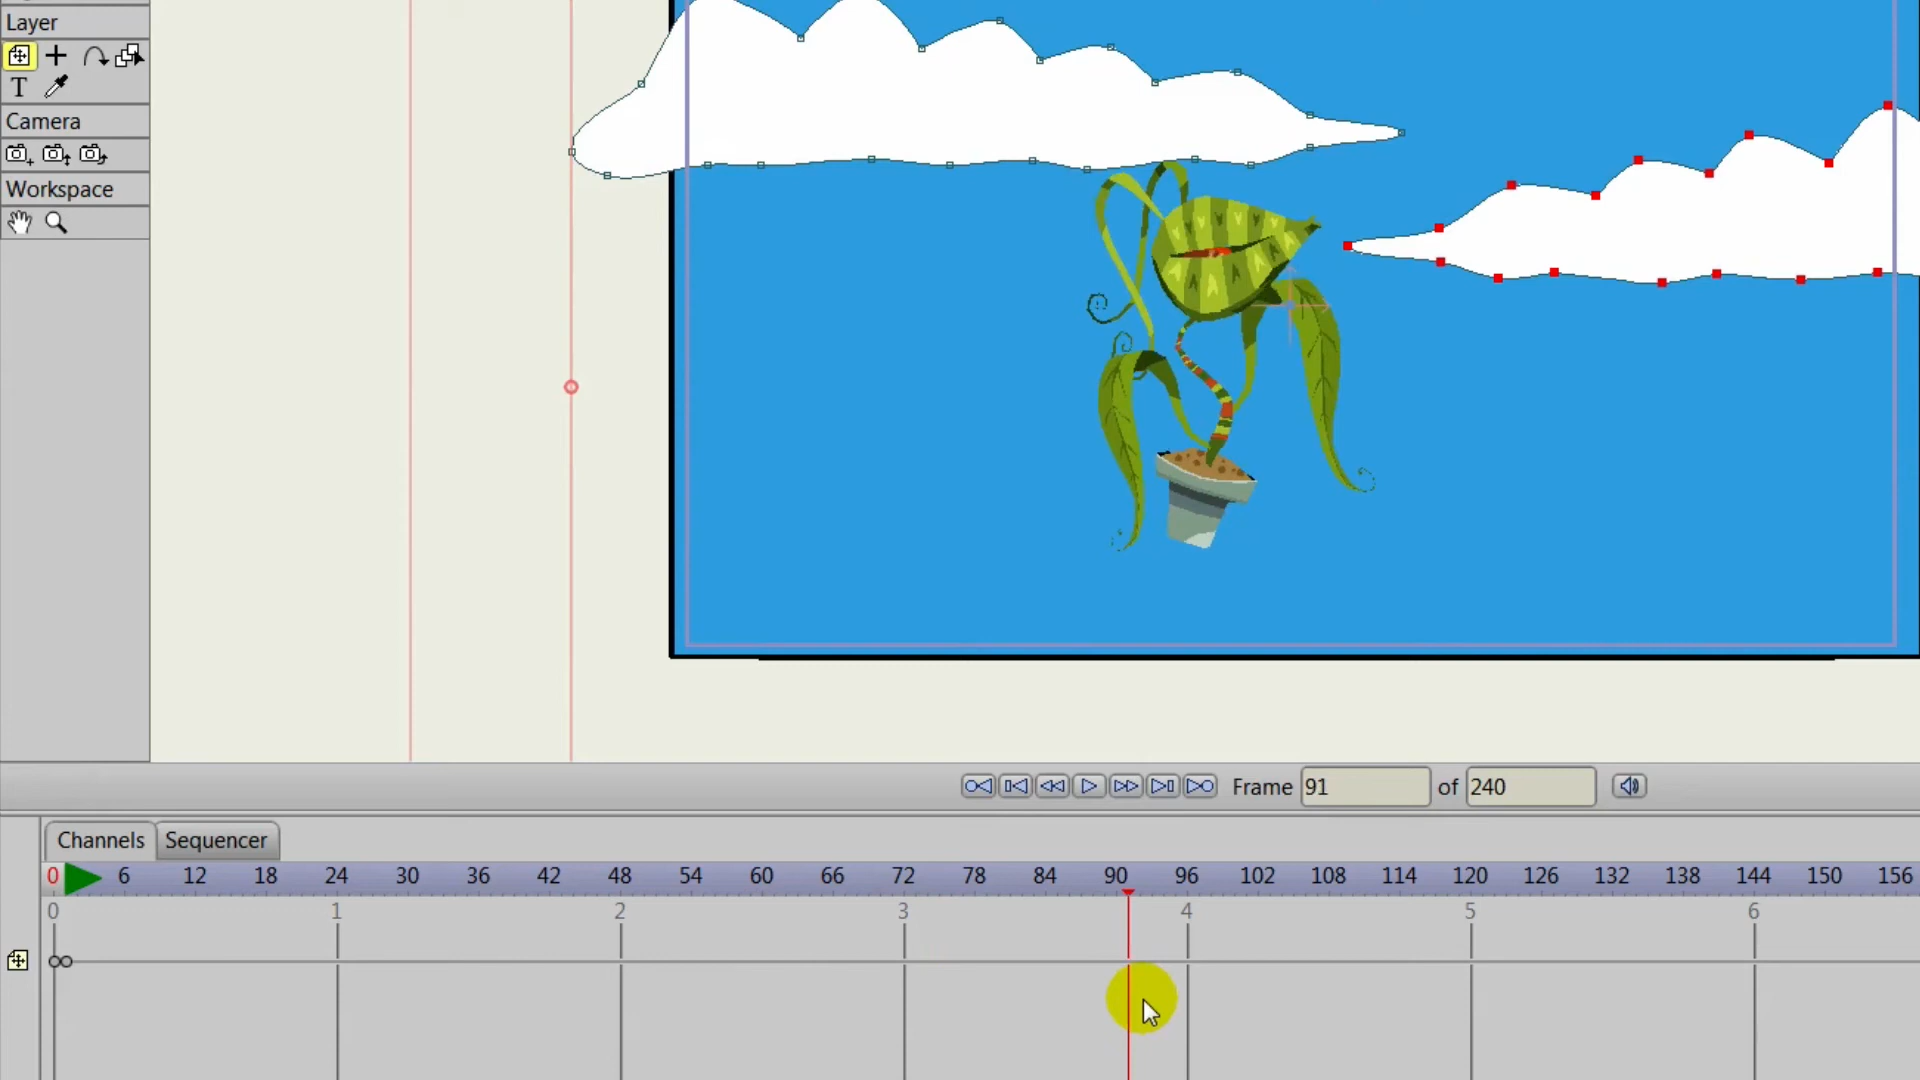 Layer
T
Camera
Workspace
Frame 91 of 240
Channels Sequencer
0 6 12 18 24 30 36 42 48 54 60 66 72 78 84 90 96 102 108 114 120 126 132 138 144 150 156
0 1 2 3 4 5 6